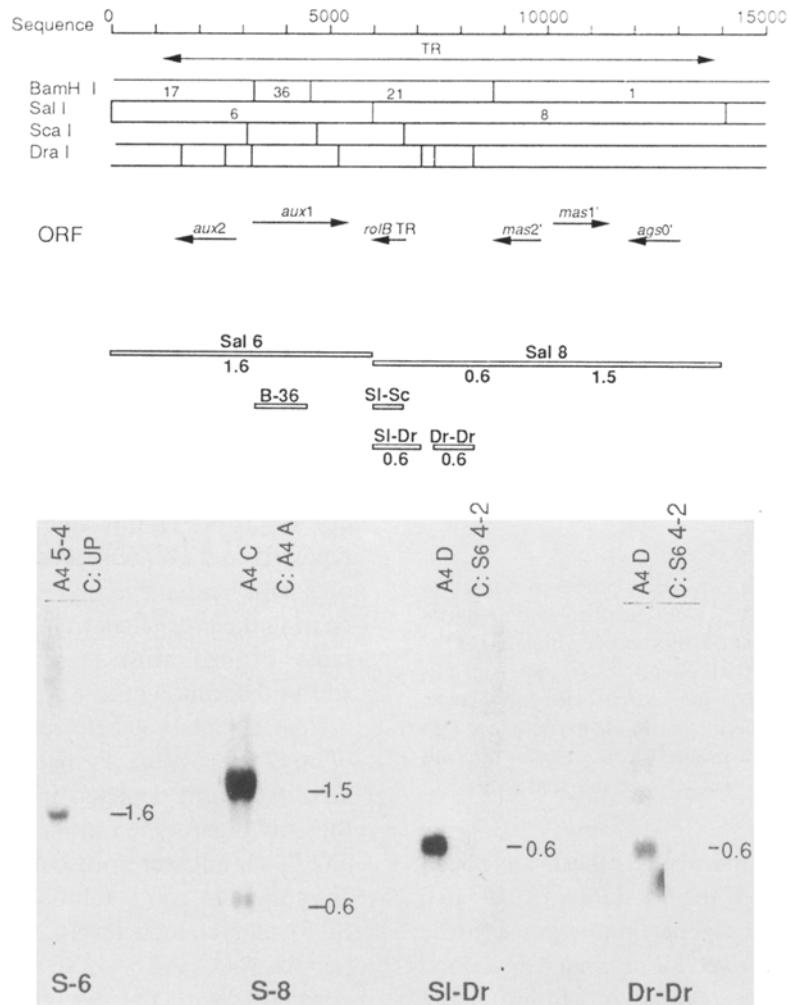 Sequence 0 5000 10000 15000
TR
BamH I 17 36 21 1
Sal I 6 8
Sca I
Dra I
ORF aux2 aux1 rolB TR mas2' mas1' ags0'
Sal 6 Sal 8
1.6 0.6 1.5
B-36 SI-Sc
SI-Dr Dr-Dr
0.6 0.6
A4 5-4 C: UP A4 C C: A4 A A4 D C: S6 4-2 A4 D C: S6 4-2
–1.6 –1.5 –0.6 –0.6
–0.6
S-6 S-8 SI-Dr Dr-Dr